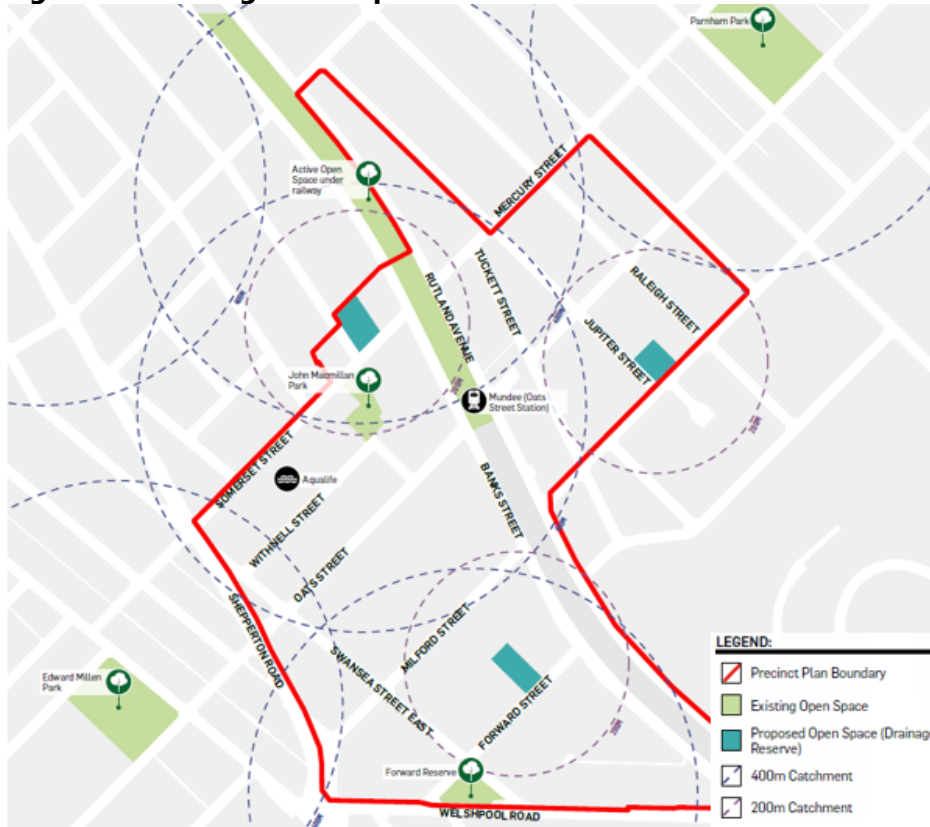 Parnham Park
Active Open
Space under
railway
MERCURY STREET
TUCKETT STREET
RALEIGH STREET
RUTLAND AVENUE
JUPITER STREET
John Macmillan
Park
Mundee (Oats
Street Station)
SOMERSET STREET
Aqualife
BANKS STREET
WITHNELL STREET
OATS STREET
SHEPPERTON ROAD
MILFORD STREET
SWANSEA STREET EAST
FORWARD STREET
Edward Millen
Park
Forward Reserve
WELSHPOOL ROAD
LEGEND:
Precinct Plan Boundary
Existing Open Space
Proposed Open Space (Drainag
Reserve)
400m Catchment
200m Catchment